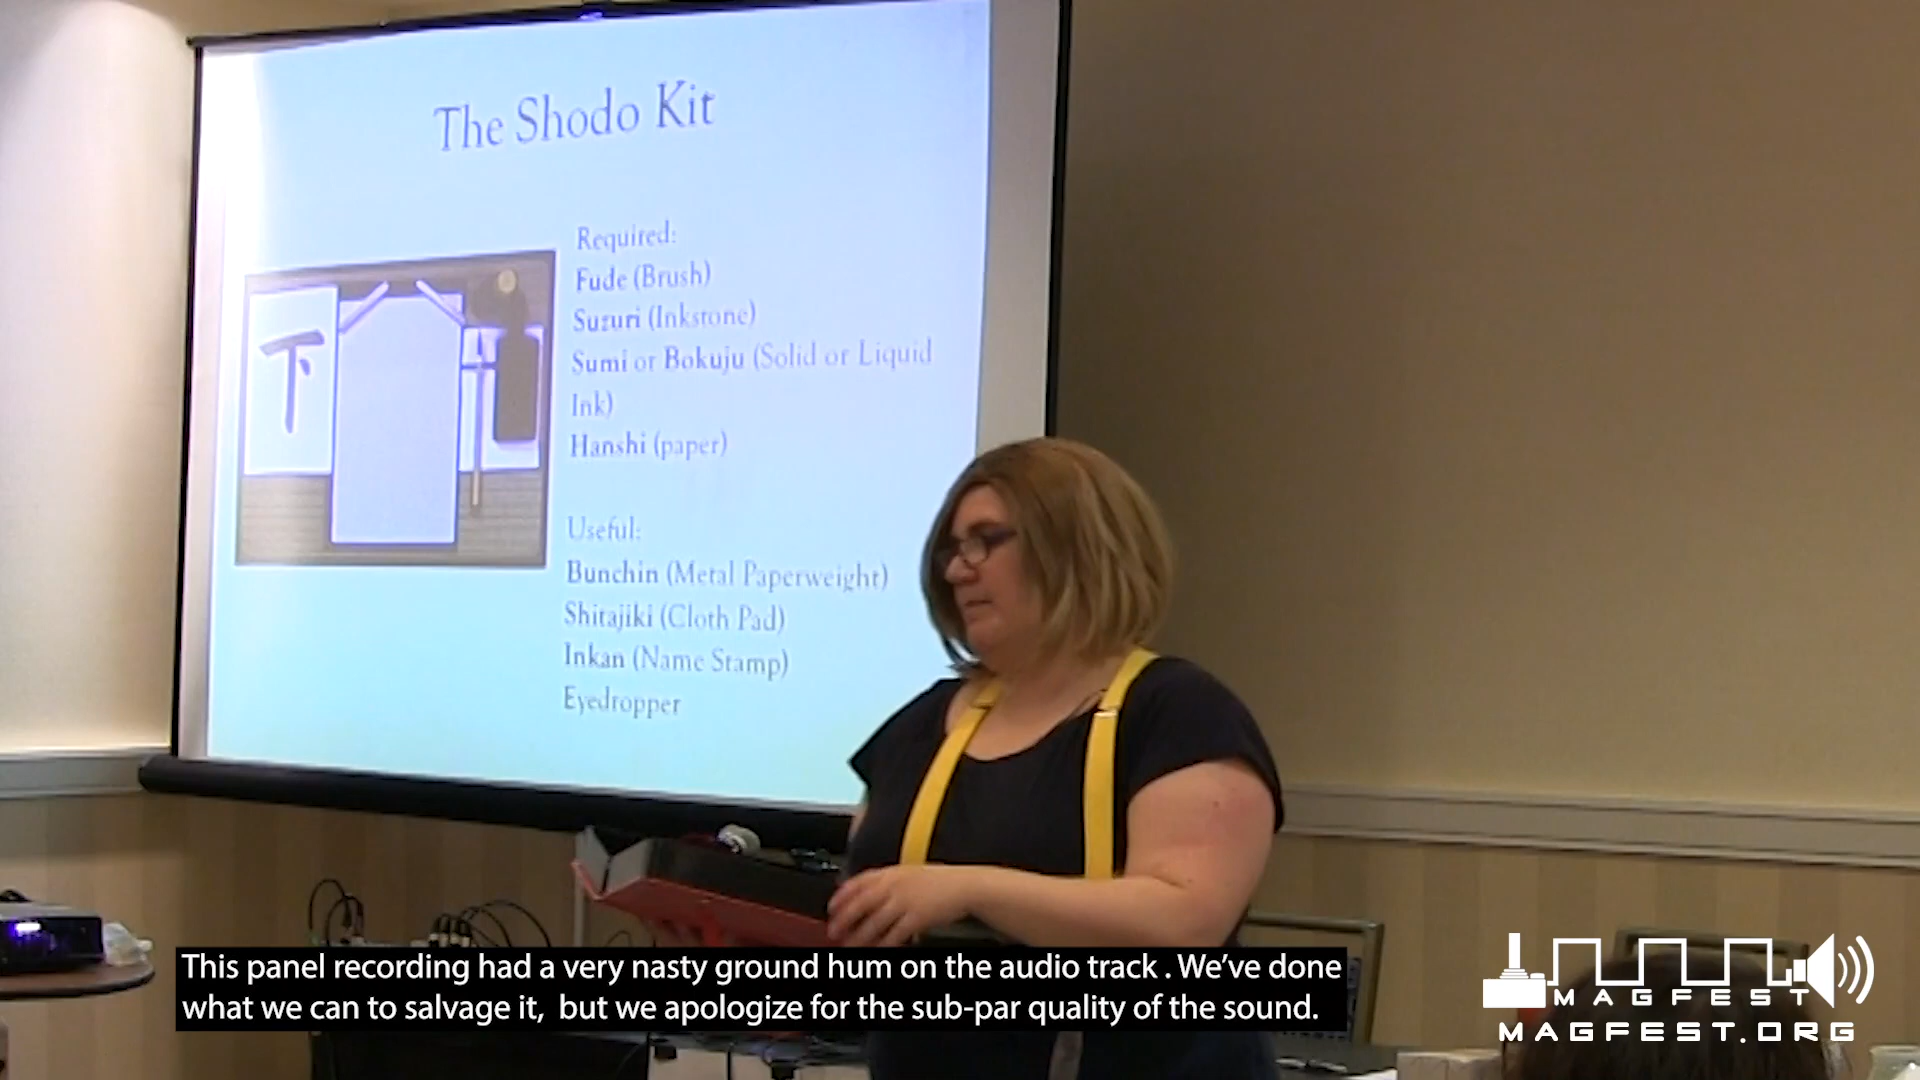 The Shodo Kit
Required:
Fude (Brush)
Suzuri (Inkstone)
Sumi or Bokuju (Solid or Liquid
Ink)
Hanshi (paper)
Useful:
Bunchin (Metal Paperweight)
Shitajiki (Cloth Pad)
Inkan (Name Stamp)
Eyedropper
下
This panel recording had a very nasty ground hum on the audio track . We've done
what we can to salvage it,  but we apologize for the sub-par quality of the sound.
MAGFEST
MAGFEST.ORG